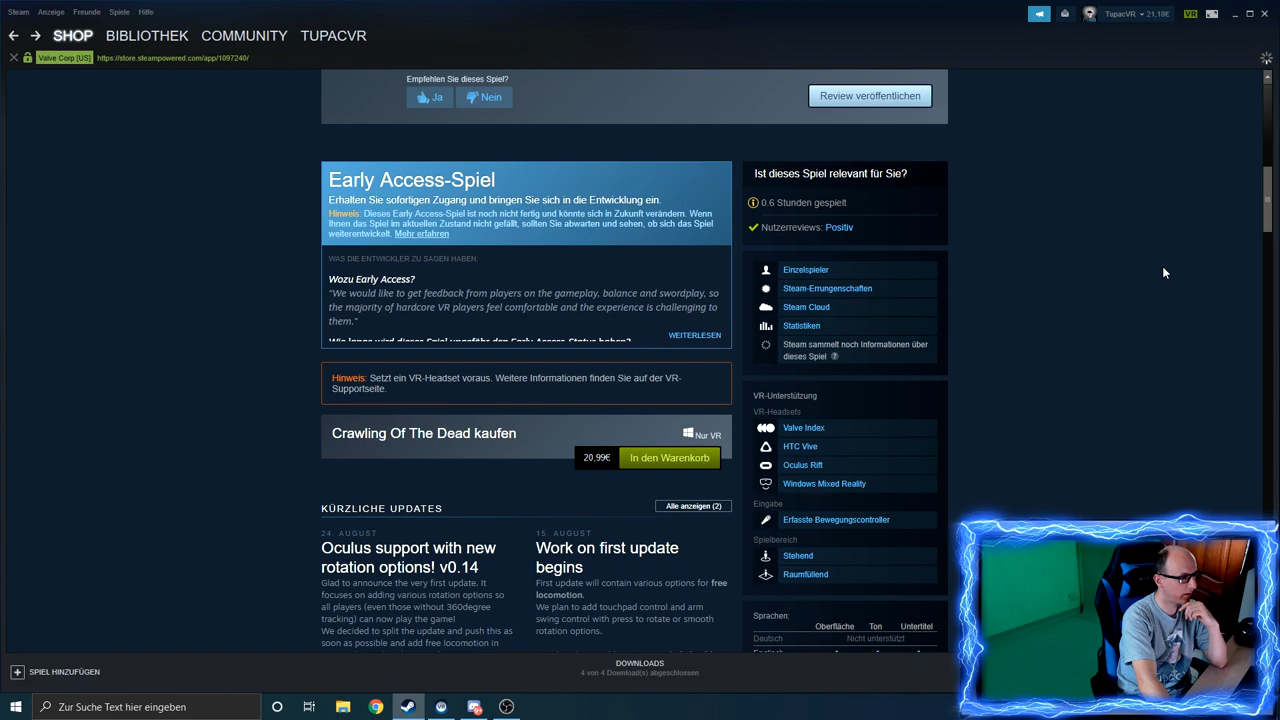 Steam Anzeige Freunde Spiele Hilfe
TupacVR 21,18€ VR
SHOP BIBLIOTHEK COMMUNITY TUPACVR
Valve Corp [US] https://store.steampowered.com/app/1097240/
Empfehlen Sie dieses Spiel?
Ja Nein
Review veröffentlichen
Early Access-Spiel
Erhalten Sie sofortigen Zugang und bringen Sie sich in die Entwicklung ein.
Hinweis: Dieses Early Access-Spiel ist noch nicht fertig und könnte sich in Zukunft verändern. Wenn
Ihnen das Spiel im aktuellen Zustand nicht gefällt, sollten Sie abwarten und sehen, ob sich das Spiel
weiterentwickelt. Mehr erfahren
WAS DIE ENTWICKLER ZU SAGEN HABEN:
Wozu Early Access?
“We would like to get feedback from players on the gameplay, balance and swordplay, so
the majority of hardcore VR players feel comfortable and the experience is challenging to
them.”
Wie lange wird dieses Spiel ungefähr den Early Access-Status haben?
WEITERLESEN
Hinweis: Setzt ein VR-Headset voraus. Weitere Informationen finden Sie auf der VR-
Supportseite.
Crawling Of The Dead kaufen
Nur VR
20,99€ In den Warenkorb
KÜRZLICHE UPDATES
Alle anzeigen (2)
24. AUGUST
Oculus support with new
rotation options! v0.14
Glad to announce the very first update. It
focuses on adding various rotation options so
all players (even those without 360degree
tracking) can now play the game!
We decided to split the update and push this as
soon as possible and add free locomotion in
15. AUGUST
Work on first update
begins
First update will contain various options for free
locomotion.
We plan to add touchpad control and arm
swing control with press to rotate or smooth
rotation options.
Ist dieses Spiel relevant für Sie?
0.6 Stunden gespielt
Nutzerreviews: Positiv
Einzelspieler
Steam-Errungenschaften
Steam Cloud
Statistiken
Steam sammelt noch Informationen über
dieses Spiel ?
VR-Unterstützung
VR-Headsets
Valve Index
HTC Vive
Oculus Rift
Windows Mixed Reality
Eingabe
Erfasste Bewegungscontroller
Spielbereich
Stehend
Raumfüllend
Sprachen:
Oberfläche Ton Untertitel
Deutsch Nicht unterstützt
SPIEL HINZUFÜGEN
DOWNLOADS
4 von 4 Download(s) abgeschlossen
Zur Suche Text hier eingeben